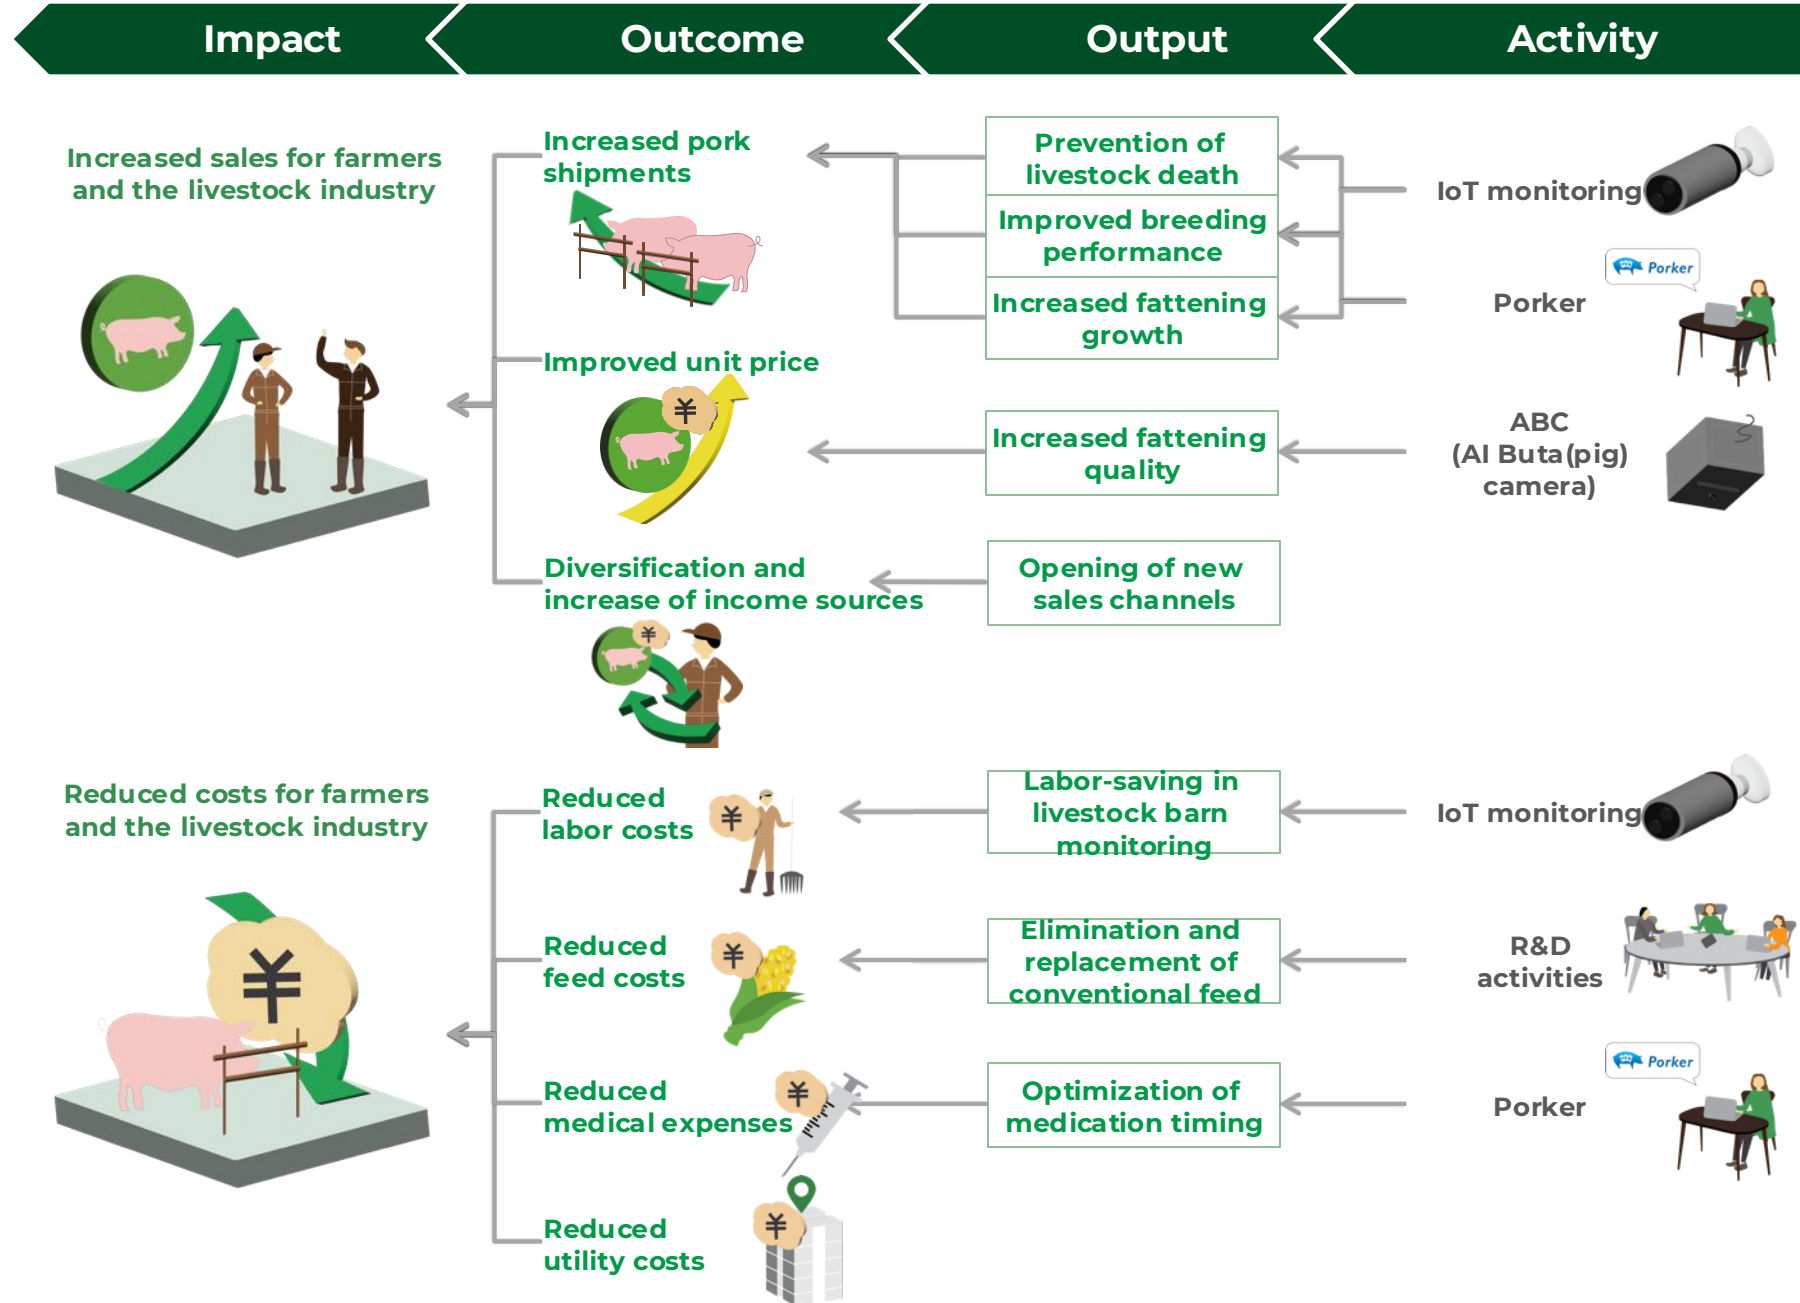 Impact
Outcome
Output
Activity
Increased sales for farmers
and the livestock industry
Increased pork
shipments
Prevention of
livestock death
Improved breeding
performance
Increased fattening
growth
IoT monitoring
Porker
Porker
Improved unit price
¥
Increased fattening
quality
ABC
(AI Buta(pig)
camera)
Diversification and
increase of income sources
¥
Opening of new
sales channels
Reduced costs for farmers
and the livestock industry
¥
Reduced
labor costs
¥
Labor-saving in
livestock barn
monitoring
IoT monitoring
Reduced
feed costs
¥
Elimination and
replacement of
conventional feed
R&D
activities
Reduced
medical expenses
¥
Optimization of
medication timing
Porker
Porker
Reduced
utility costs
¥